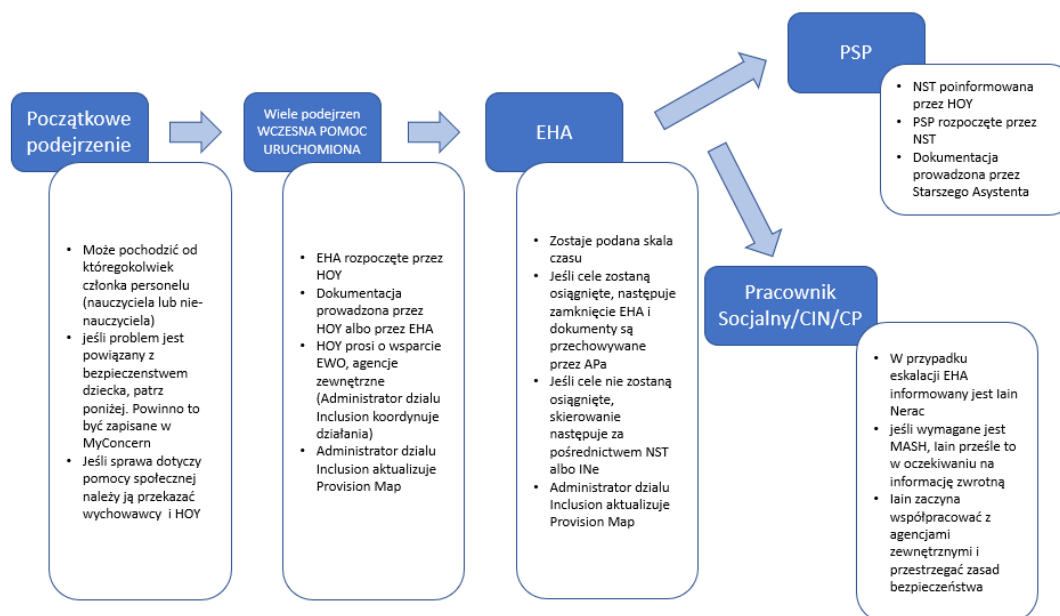 Początkowe
podejrzenie
• Może pochodzić od
któregokolwiek
członka personelu
(nauczyciela lub nie-
nauczyciela)
• jeśli problem jest
powiązany z
bezpieczenstwem
dziecka, patrz
poniżej. Powinno to
być zapisane w
MyConcern
• Jeśli sprawa dotyczy
pomocy społecznej
należy ją przekazać
wychowawcy i HOY
Wiele podejrzen
WCZESNA POMOC
URUCHOMIONA
• EHA rozpoczęte przez
HOY
• Dokumentacja
prowadzona przez
HOY albo przez EHA
• HOY prosi o wsparcie
EWO, agencje
zewnętrzne
(Administrator dzialu
Inclusion koordynuje
działania)
• Administrator dzialu
Inclusion aktualizuje
Provision Map
EHA
• Zostaje podana skala
czasu
• Jeśli cele zostaną
osiągnięte, następuje
zamknięcie EHA i
dokumenty są
przechowywane
przez APa
• Jeśli cele nie zostaną
osiągnięte,
skierowanie
następuje za
pośrednictwem NST
albo INe
• Administrator dzialu
Inclusion aktualizuje
Provision Map
PSP
• NST poinformowana
przez HOY
• PSP rozpoczęte przez
NST
• Dokumentacja
prowadzona przez
Starszego Asystenta
Pracownik
Socjalny/CIN/CP
• W przypadku
eskalacji EHA
informowany jest Iain
Nerac
• jeśli wymagane jest
MASH, Iain prześle to
w oczekiwaniu na
informację zwrotną
• Iain zaczyna
współpracować z
agencjami
zewnętrznymi i
przestrzegać zasad
bezpieczeństwa